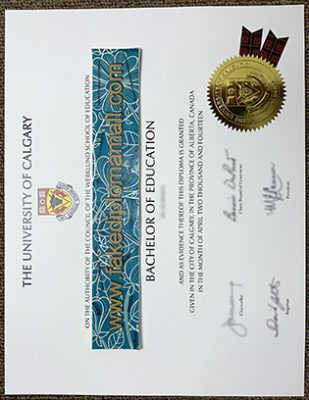 THE UNIVERSITY OF CALGARY
ON THE AUTHORITY OF THE COUNCIL OF THE WERKLUND SCHOOL OF EDUCATION
www.fakediplomamall.com
BACHELOR OF EDUCATION
AND AS EVIDENCE THEREOF THIS DIPLOMA IS GRANTED
GIVEN IN THE CITY OF CALGARY, IN THE PROVINCE OF ALBERTA, CANADA
IN THE MONTH OF APRIL TWO THOUSAND AND FOURTEEN
Chair, Board of Governors
President
Chancellor
Registrar